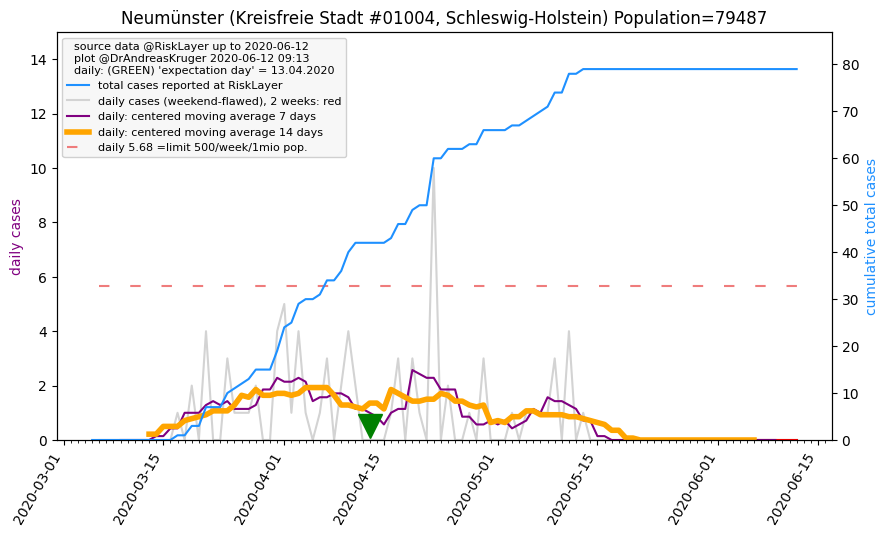 Neumünster (Kreisfreie Stadt #01004, Schleswig-Holstein) Population=79487
source data @RiskLayer up to 2020-06-12
plot @DrAndreasKruger 2020-06-12 09:13
daily: (GREEN) 'expectation day' = 13.04.2020
total cases reported at RiskLayer
daily cases (weekend-flawed), 2 weeks: red
daily: centered moving average 7 days
daily: centered moving average 14 days
daily 5.68 =limit 500/week/1mio pop.
daily cases
14
12
10
8
6
4
2
0
cumulative total cases
80
70
60
50
40
30
20
10
0
2020-03-01
2020-03-15
2020-04-01
2020-04-15
2020-05-01
2020-05-15
2020-06-01
2020-06-15